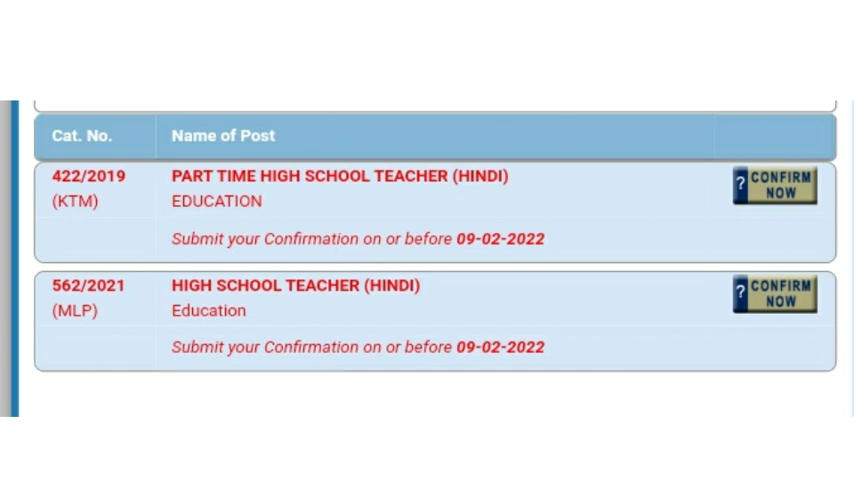 Cat. No. Name of Post
422/2019 PART TIME HIGH SCHOOL TEACHER (HINDI) ? CONFIRM NOW
(KTM) EDUCATION
Submit your Confirmation on or before 09-02-2022
562/2021 HIGH SCHOOL TEACHER (HINDI) ? CONFIRM NOW
(MLP) Education
Submit your Confirmation on or before 09-02-2022